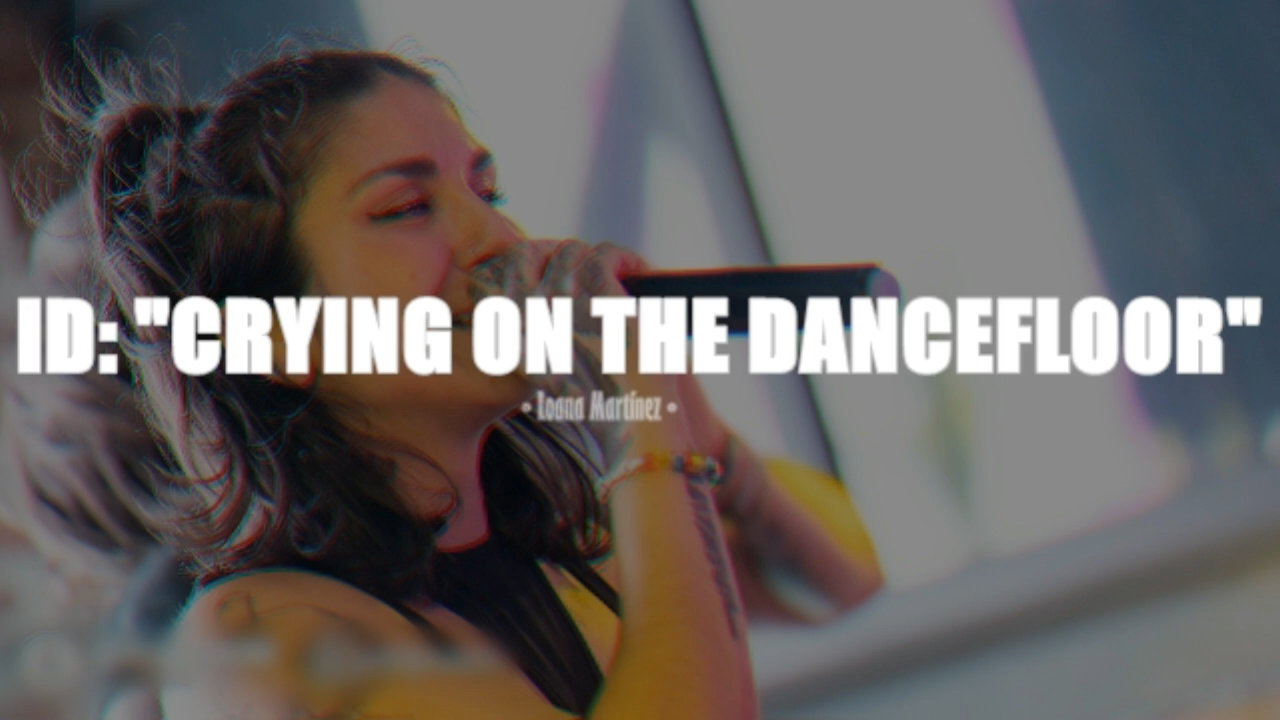 ID: "CRYING ON THE DANCEFLOOR"
• Loana Martínez •